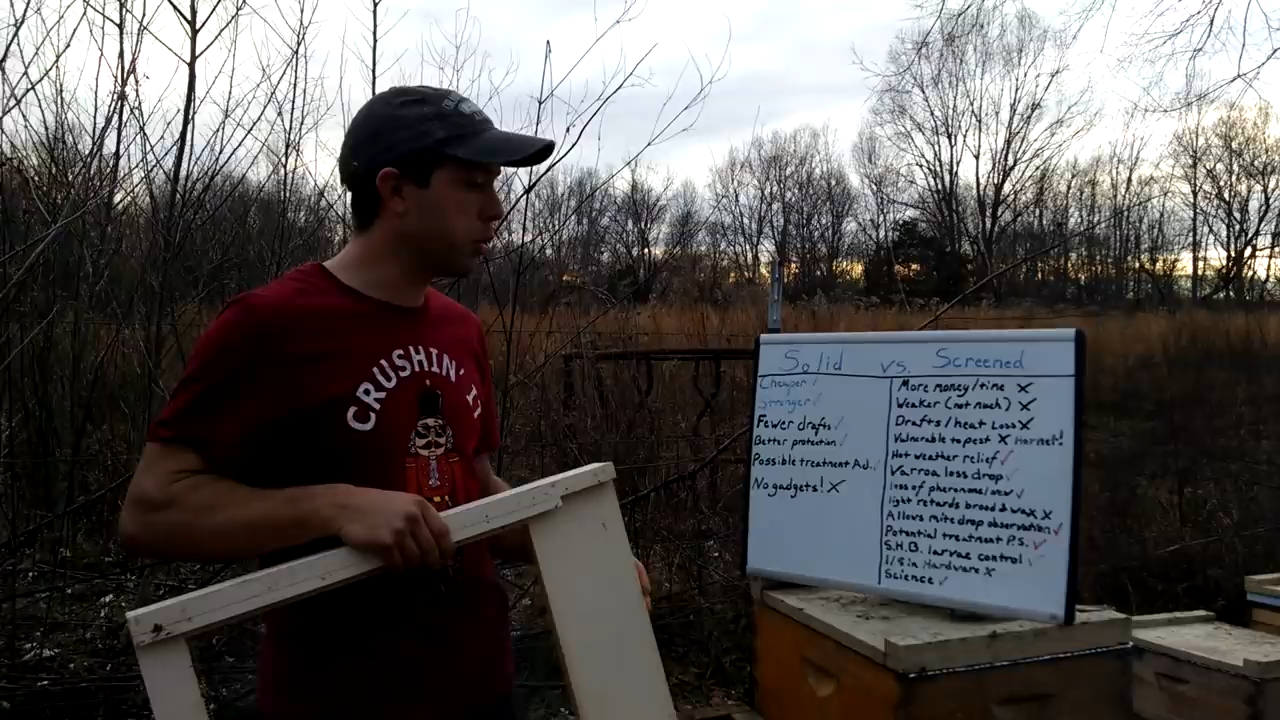 CRUSHIN' IT
Solid vs. Screened
Cheaper ✓
Stronger ✓
Fewer drafts ✓
Better protection ✓
Possible treatment Ad. ✓
No gadgets! X
More money/time X
Weaker (not much) X
Drafts/heat Loss X
Vulnerable to pest X Hornet!
Hot weather relief ✓
Varroa loss drop ✓
loss of pheromone/odor ✓
light retards brood & wax X
Allows mite drop observation ✓
Potential treatment P.S. ✓
S.H.B. larvae control ✓
1/8 in Hardware X
Science ✓